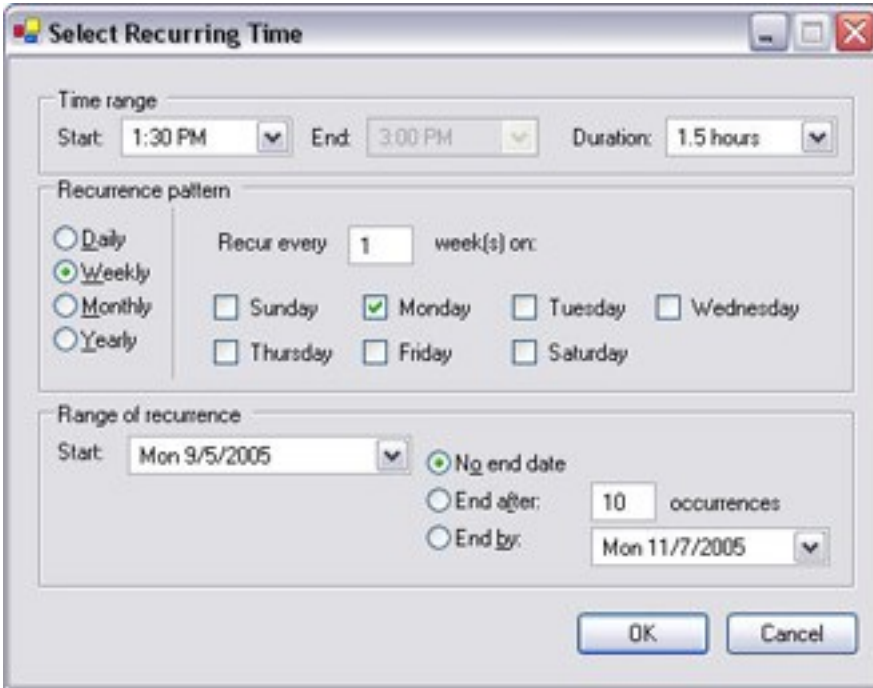 Select Recurring Time
Time range
Start: 1:30 PM End: 3:00 PM Duration: 1.5 hours
Recurrence pattern
Daily
Recur every 1 week(s) on:
Weekly
Monthly
Sunday Monday Tuesday Wednesday
Yearly
Thursday Friday Saturday
Range of recurrence
Start: Mon 9/5/2005
No end date
End after: 10 occurrences
End by: Mon 11/7/2005
OK Cancel